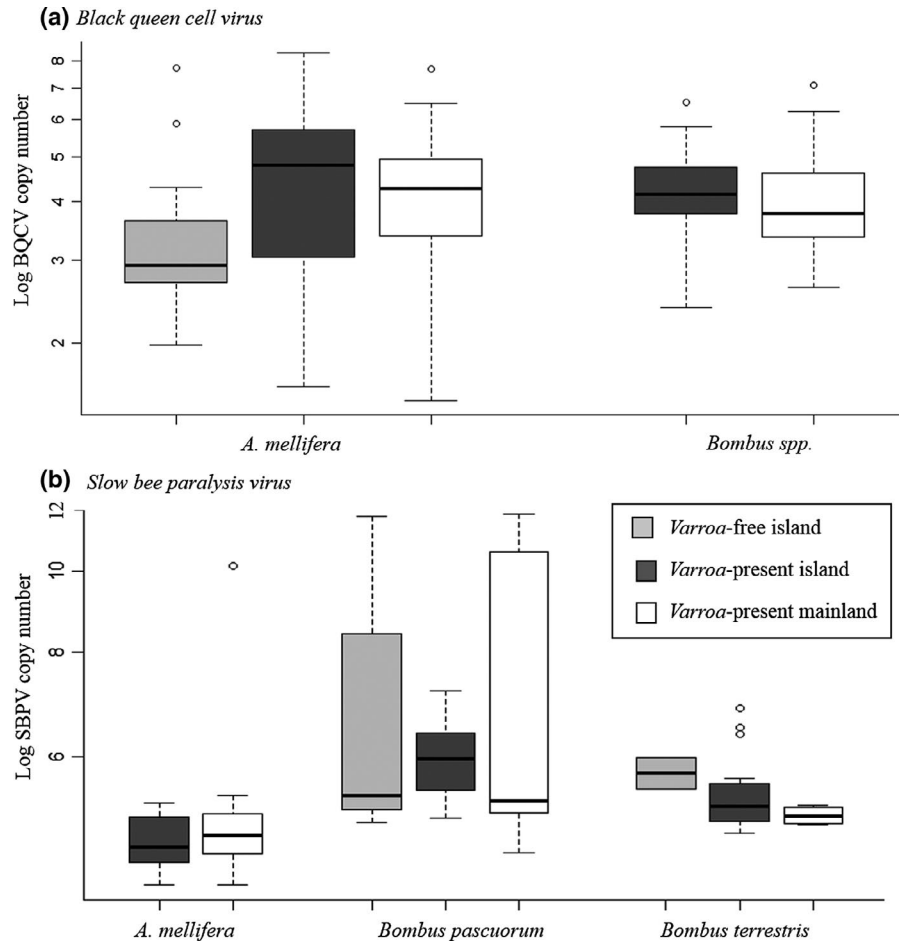 (a) Black queen cell virus
Log BQCV copy number
8
7
6
5
4
3
2
A. mellifera
Bombus spp.
(b) Slow bee paralysis virus
Log SBPV copy number
12
10
8
6
Varroa-free island
Varroa-present island
Varroa-present mainland
A. mellifera
Bombus pascuorum
Bombus terrestris